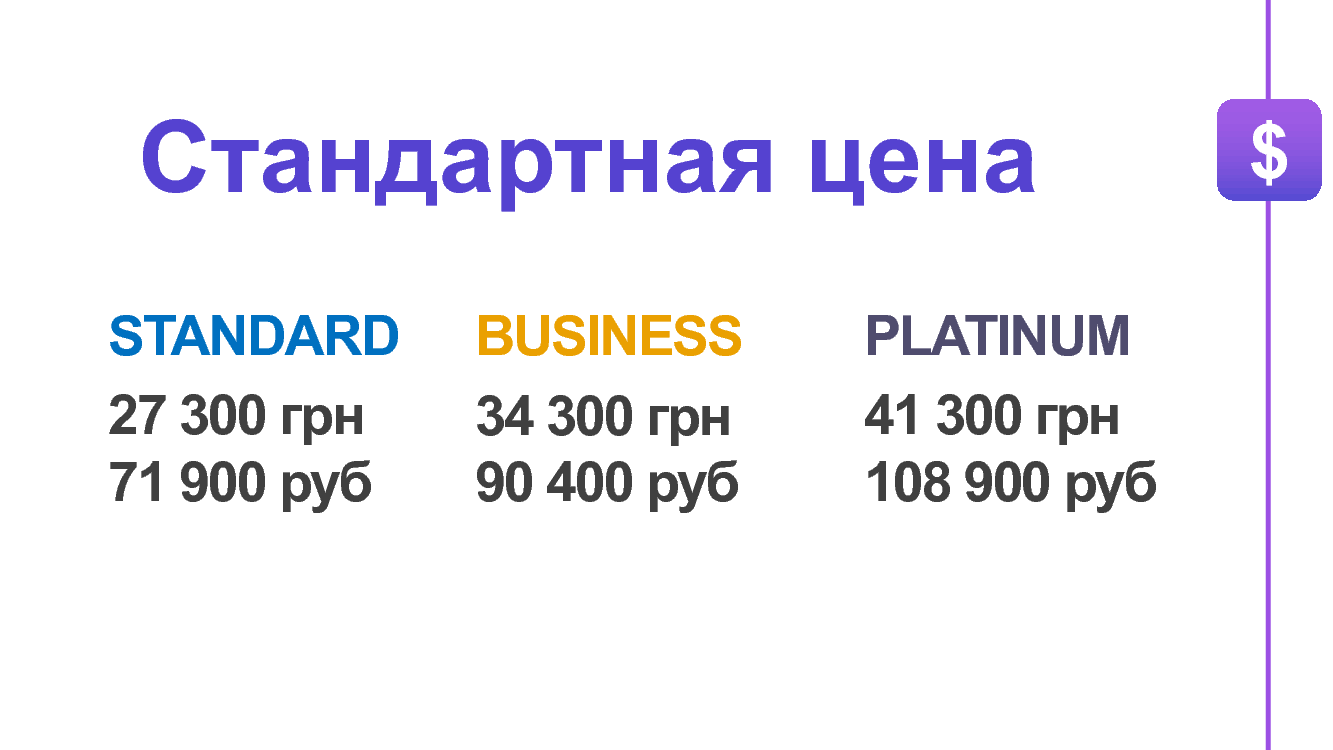 Стандартная цена
$
STANDARD
27 300 грн
71 900 руб
BUSINESS
34 300 грн
90 400 руб
PLATINUM
41 300 грн
108 900 руб